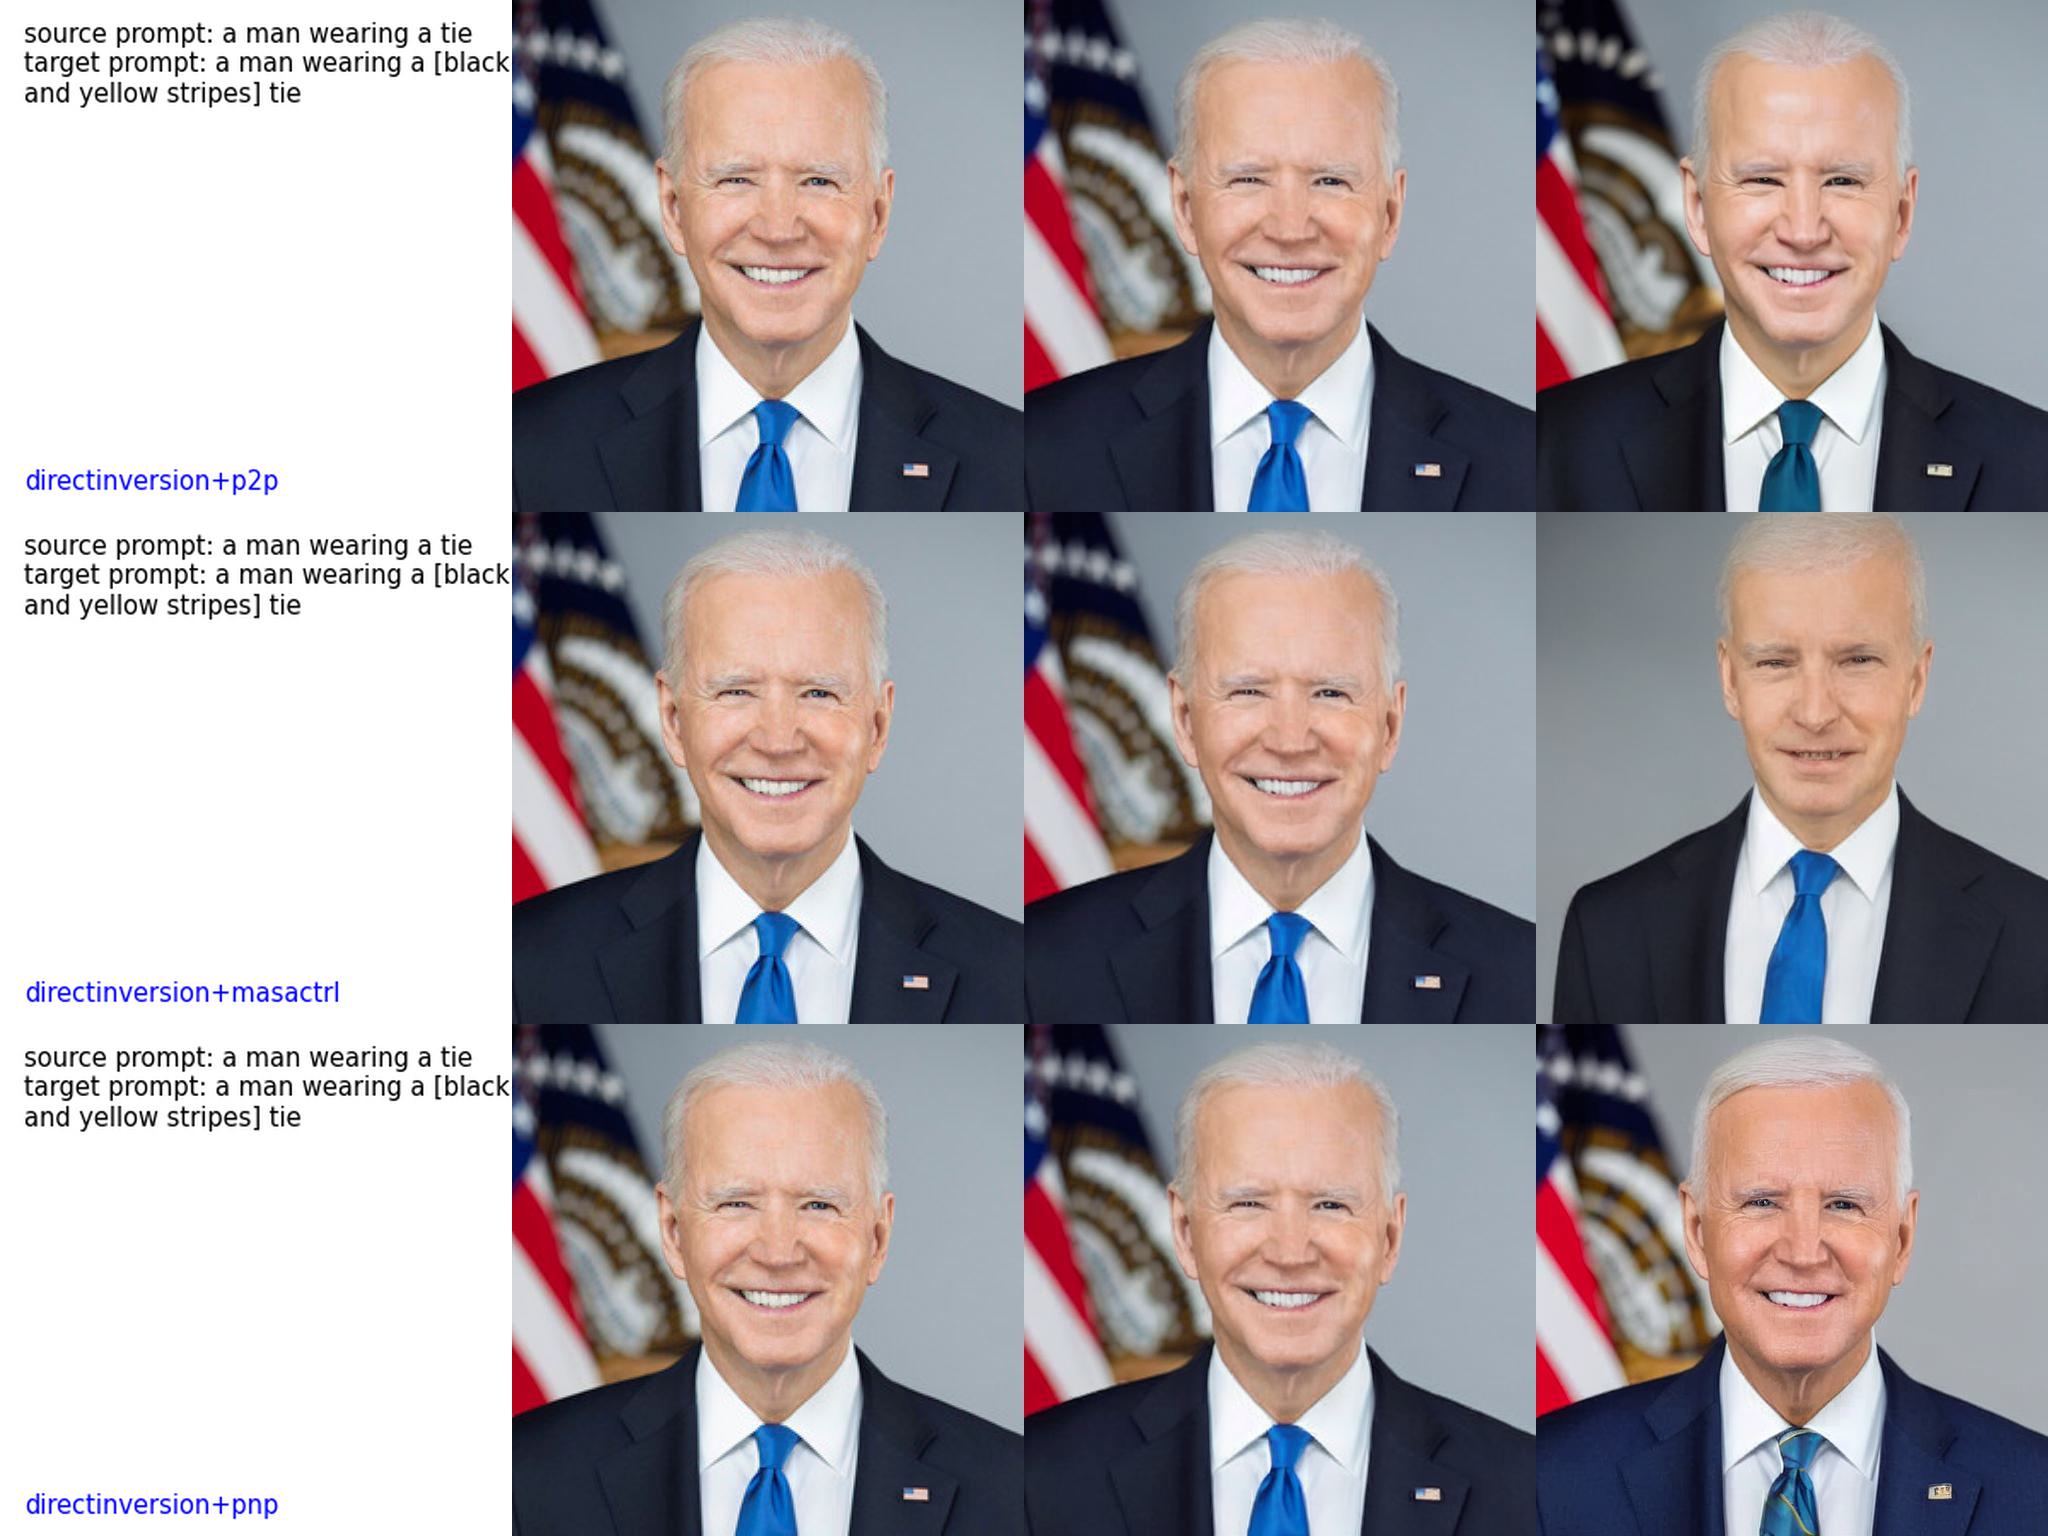 source prompt: a man wearing a tie
target prompt: a man wearing a [black
and yellow stripes] tie
directinversion+p2p
source prompt: a man wearing a tie
target prompt: a man wearing a [black
and yellow stripes] tie
directinversion+masactrl
source prompt: a man wearing a tie
target prompt: a man wearing a [black
and yellow stripes] tie
directinversion+pnp